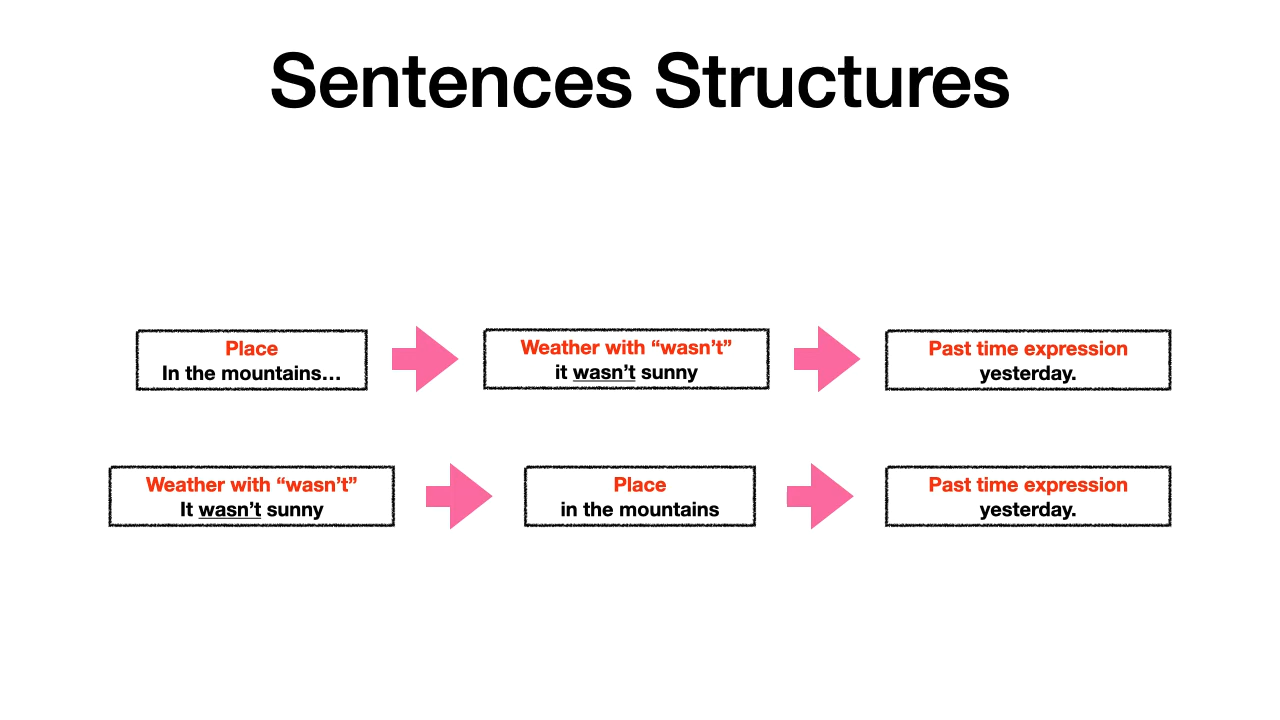 Sentences Structures
Place
In the mountains…
Weather with “wasn’t”
it wasn’t sunny
Past time expression
yesterday.
Weather with “wasn’t”
It wasn’t sunny
Place
in the mountains
Past time expression
yesterday.